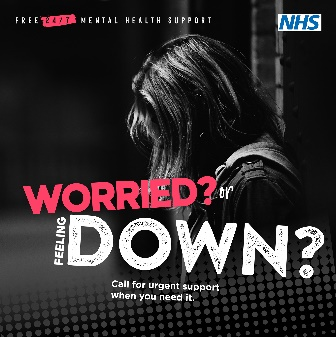 FREE 24/7 MENTAL HEALTH SUPPORT
NHS
WORRIED? or
FEELING
DOWN?
Call for urgent support
when you need it.